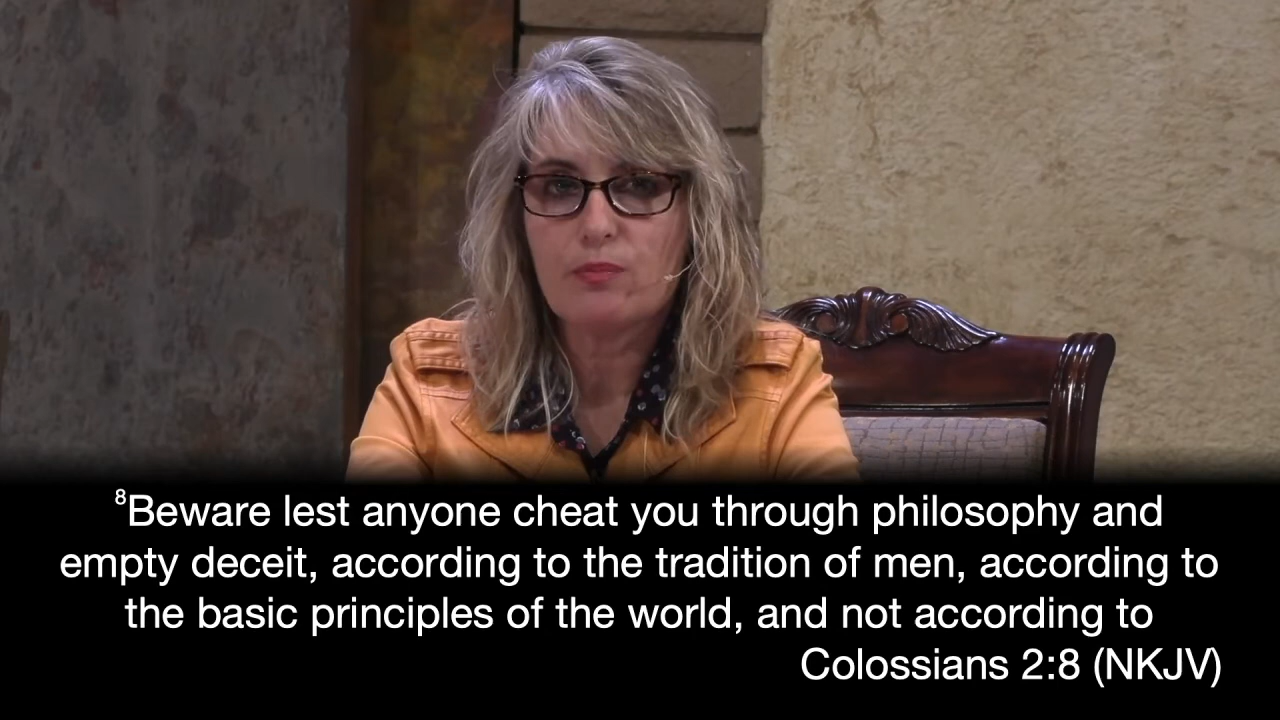 ⁸Beware lest anyone cheat you through philosophy and
empty deceit, according to the tradition of men, according to
the basic principles of the world, and not according to
Colossians 2:8 (NKJV)